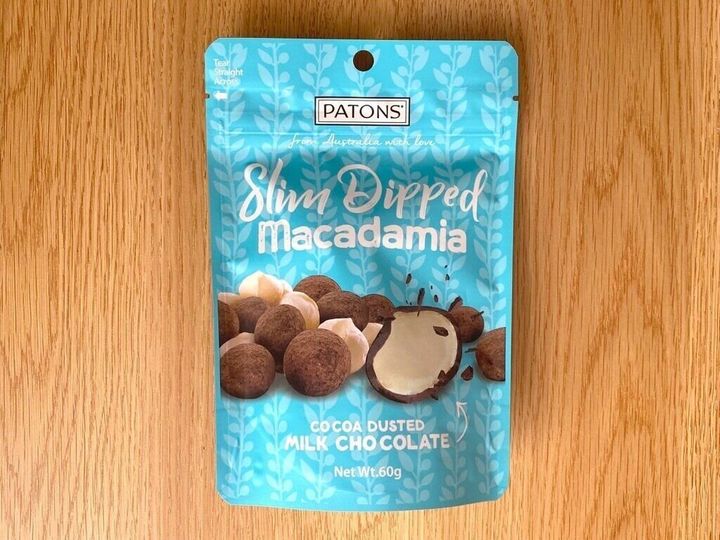 Tear
Straight
Across
PATONS®
from Australia with love
Slim Dipped
Macadamia
COCOA DUSTED
MILK CHOCOLATE
Net Wt.60g